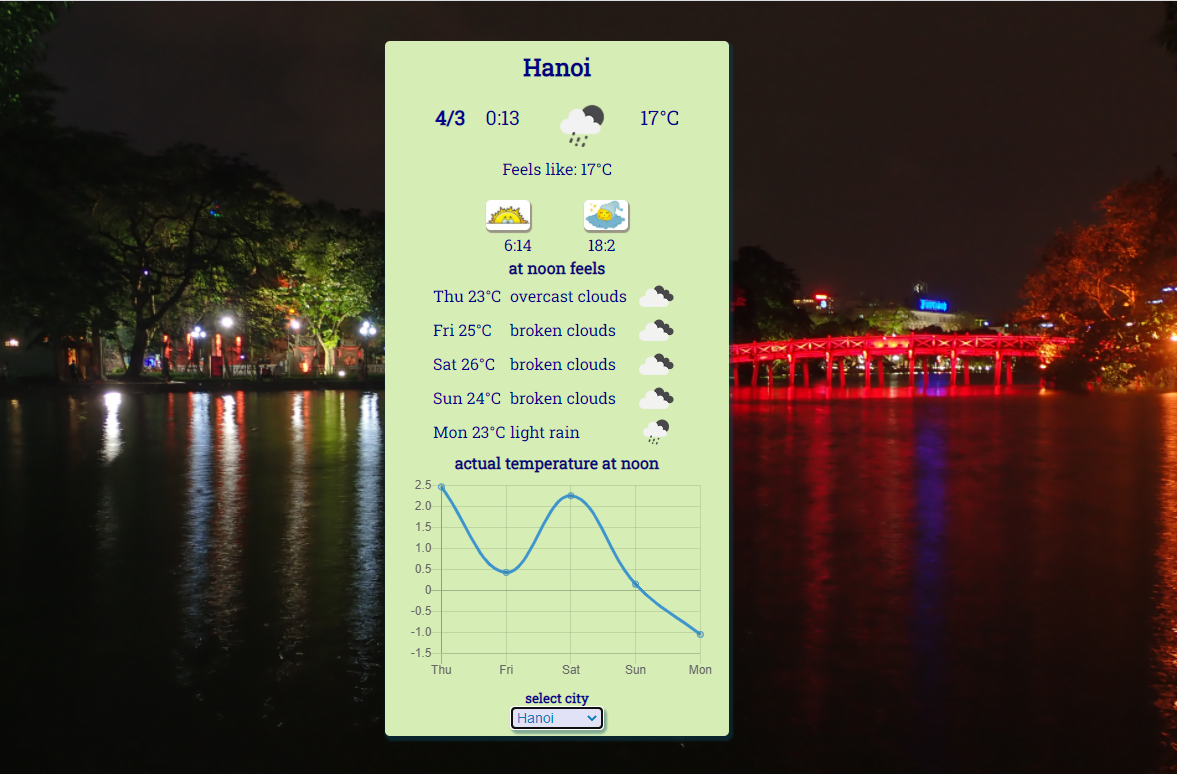 Hanoi
4/3 0:13 17°C
Feels like: 17°C
6:14 18:2
at noon feels
Thu 23°C overcast clouds
Fri 25°C broken clouds
Sat 26°C broken clouds
Sun 24°C broken clouds
Mon 23°C light rain
actual temperature at noon
2.5
2.0
1.5
1.0
0.5
0
-0.5
-1.0
-1.5
Thu Fri Sat Sun Mon
select city
Hanoi